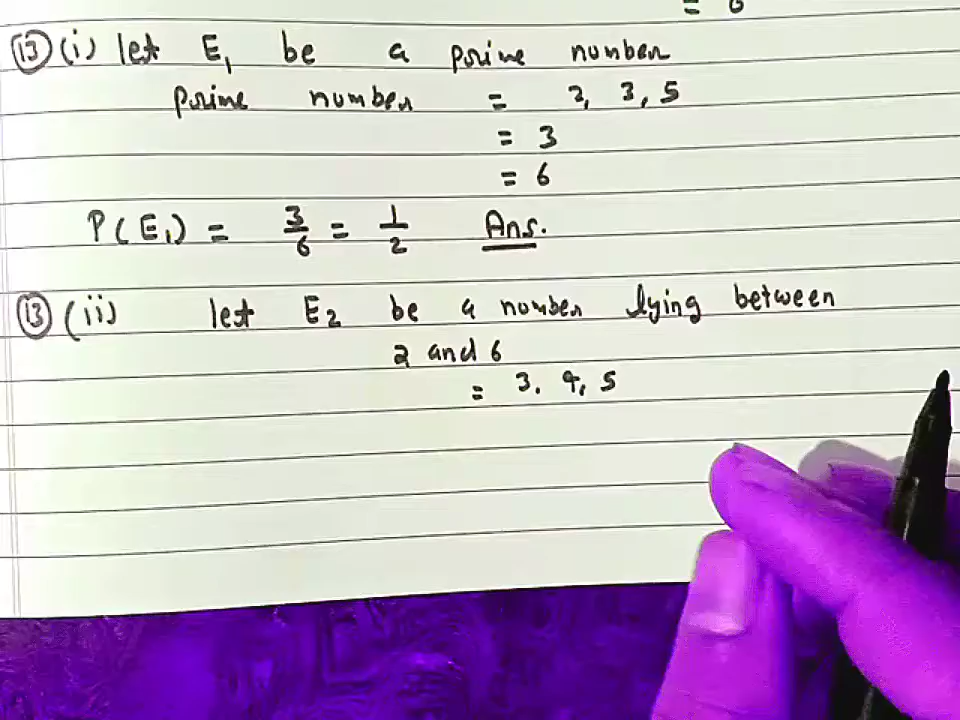 = 6
(13) (i) let E₁ be a prime number
prime number = 2, 3, 5
= 3
= 6
P(E₁) = 3/6 = 1/2 Ans.
(13) (ii) let E2 be a number lying between
2 and 6
= 3, 4, 5